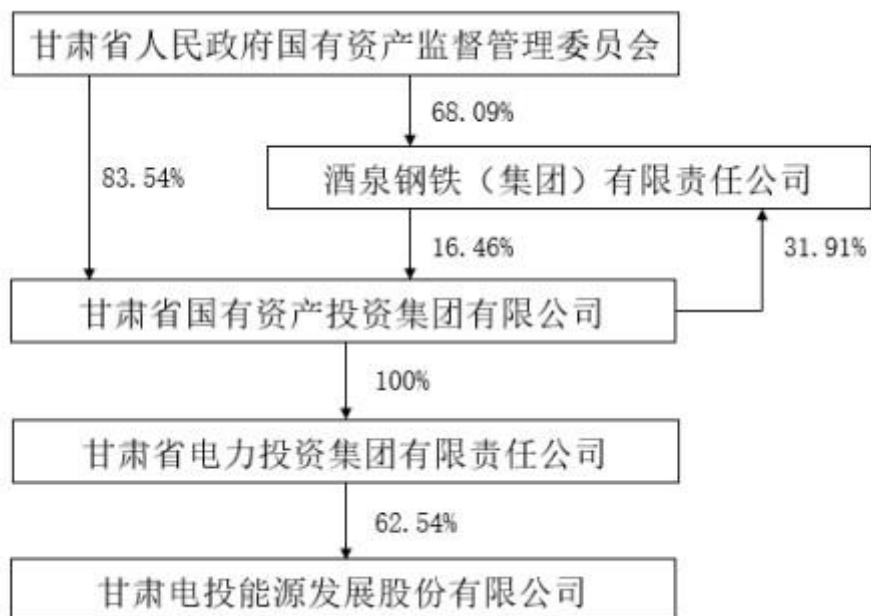 甘肃省人民政府国有资产监督管理委员会
68.09%
83.54%
酒泉钢铁（集团）有限责任公司
16.46%
31.91%
甘肃省国有资产投资集团有限公司
100%
甘肃省电力投资集团有限责任公司
62.54%
甘肃电投能源发展股份有限公司